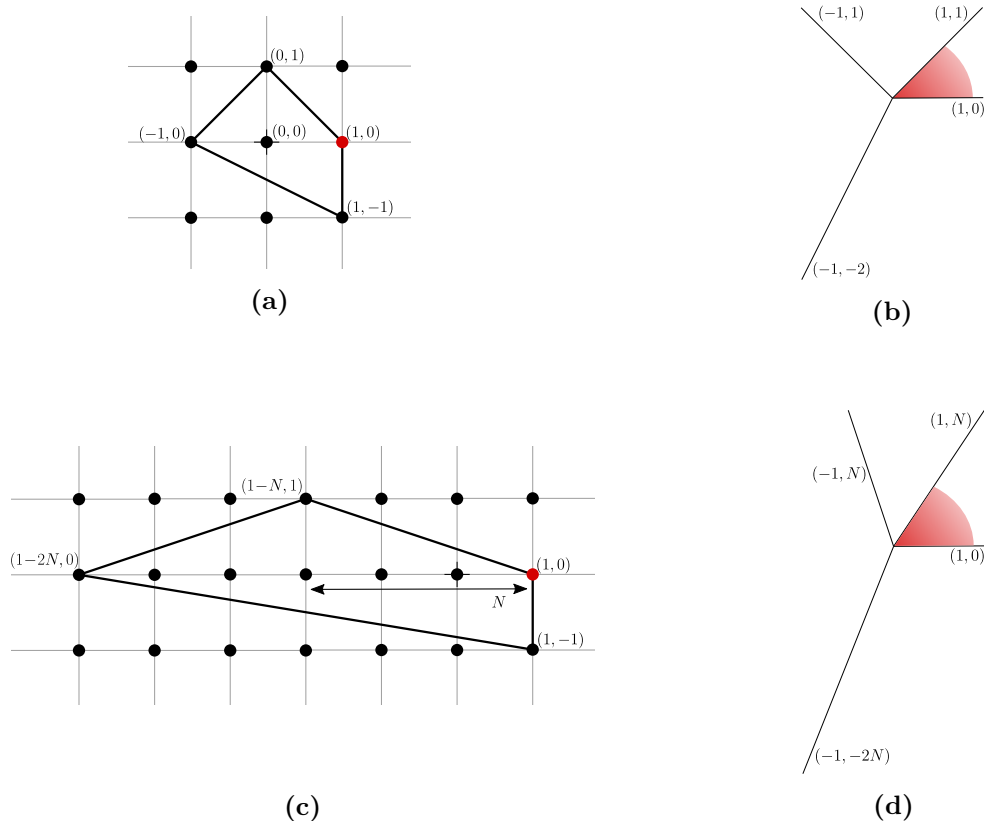 (0, 1)
(−1, 0)
(0, 0)
(1, 0)
(1, −1)
(a)
(−1, 1)
(1, 1)
(1, 0)
(−1, −2)
(b)
(1−N, 1)
(1−2N, 0)
(1, 0)
N
(1, −1)
(c)
(1, N)
(−1, N)
(1, 0)
(−1, −2N)
(d)